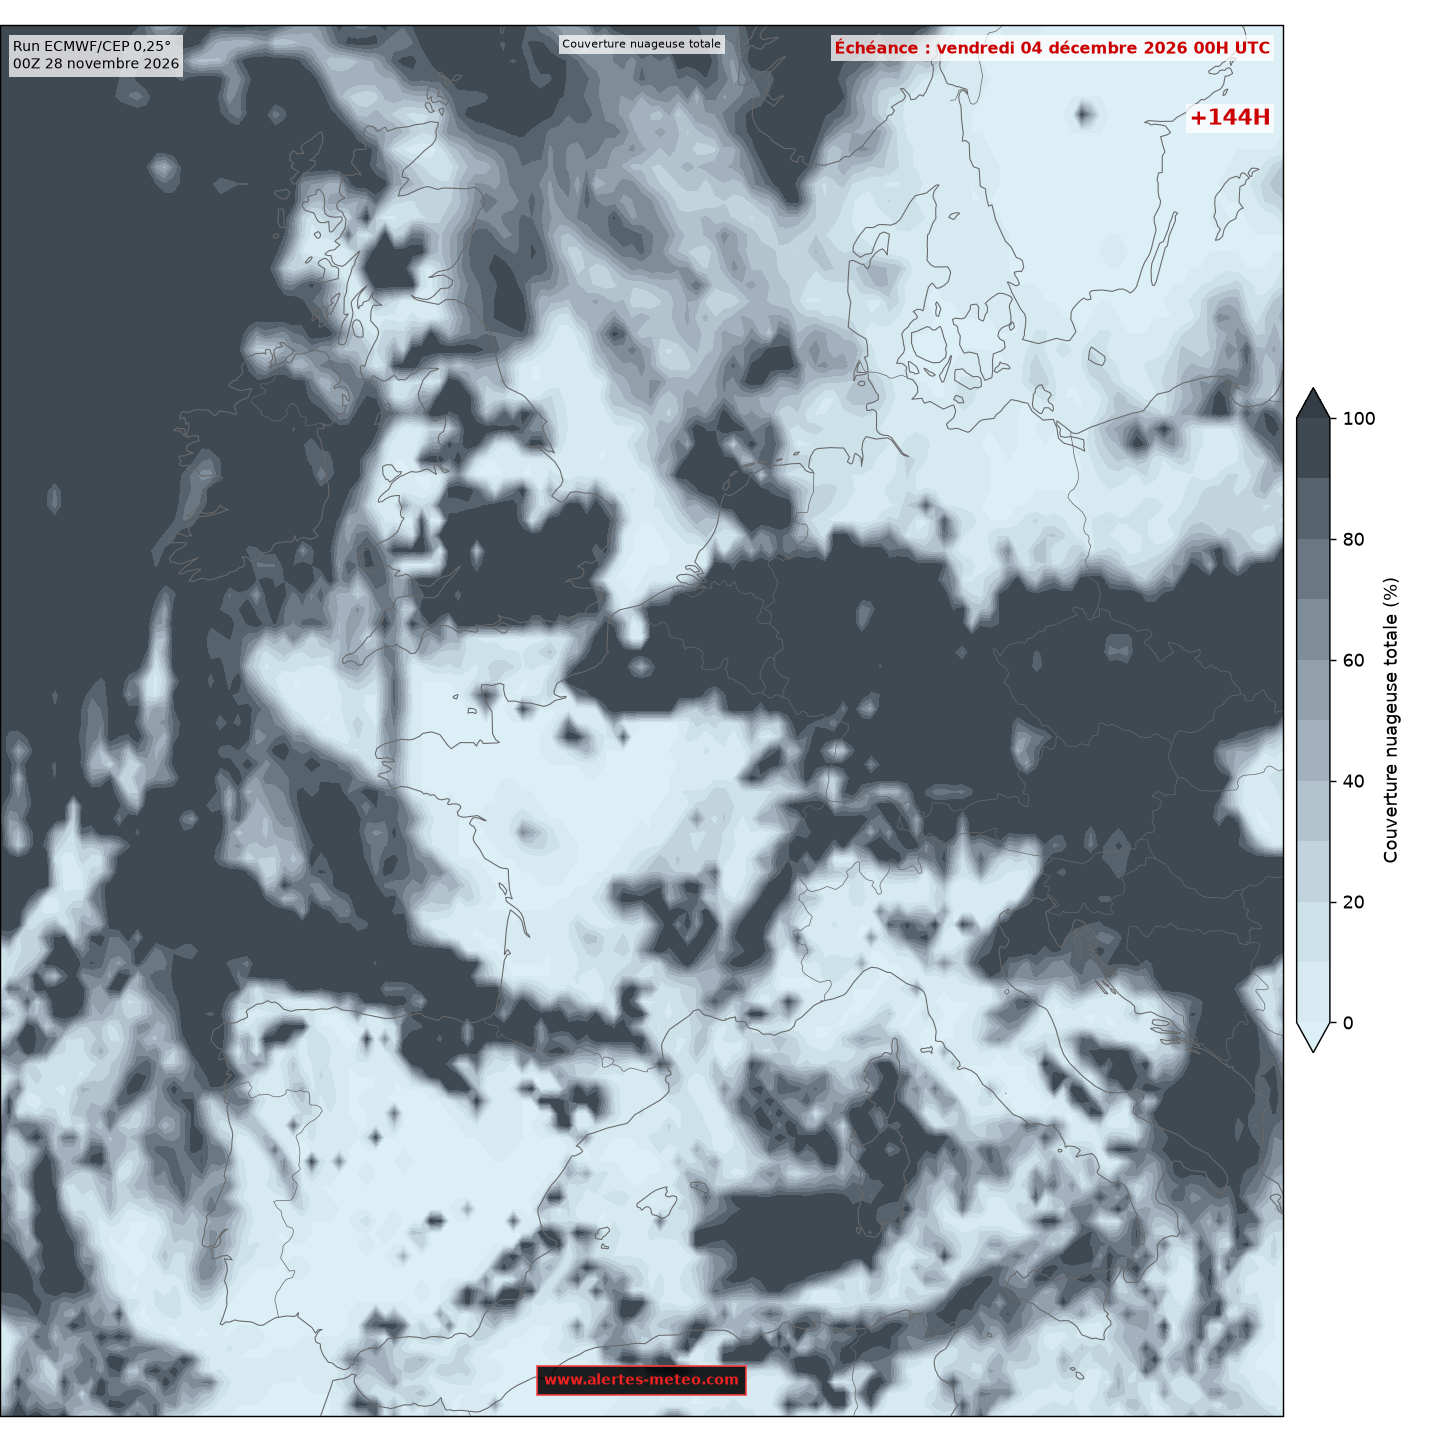 Run ECMWF/CEP 0,25°
00Z 28 novembre 2026
Couverture nuageuse totale
Échéance : vendredi 04 décembre 2026 00H UTC
+144H
100
80
60
40
20
0
Couverture nuageuse totale (%)
www.alertes-meteo.com